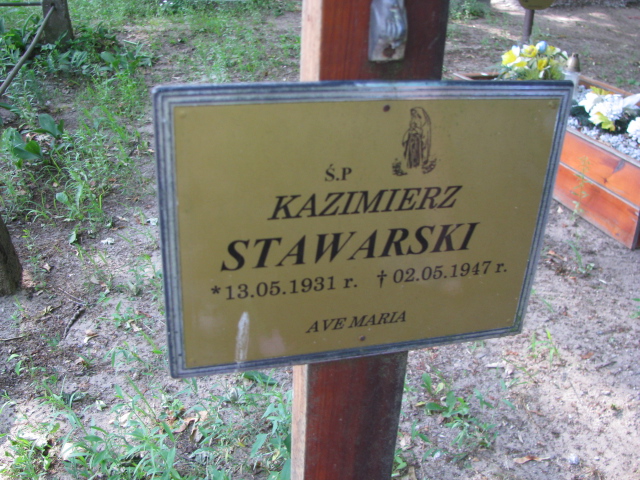 Ś.P
KAZIMIERZ
STAWARSKI
*13.05.1931 r. †02.05.1947 r.
AVE MARIA